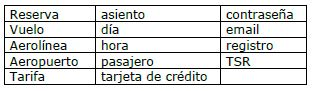 Reserva asiento contraseña
Vuelo día email
Aerolínea hora registro
Aeropuerto pasajero TSR
Tarifa tarjeta de crédito